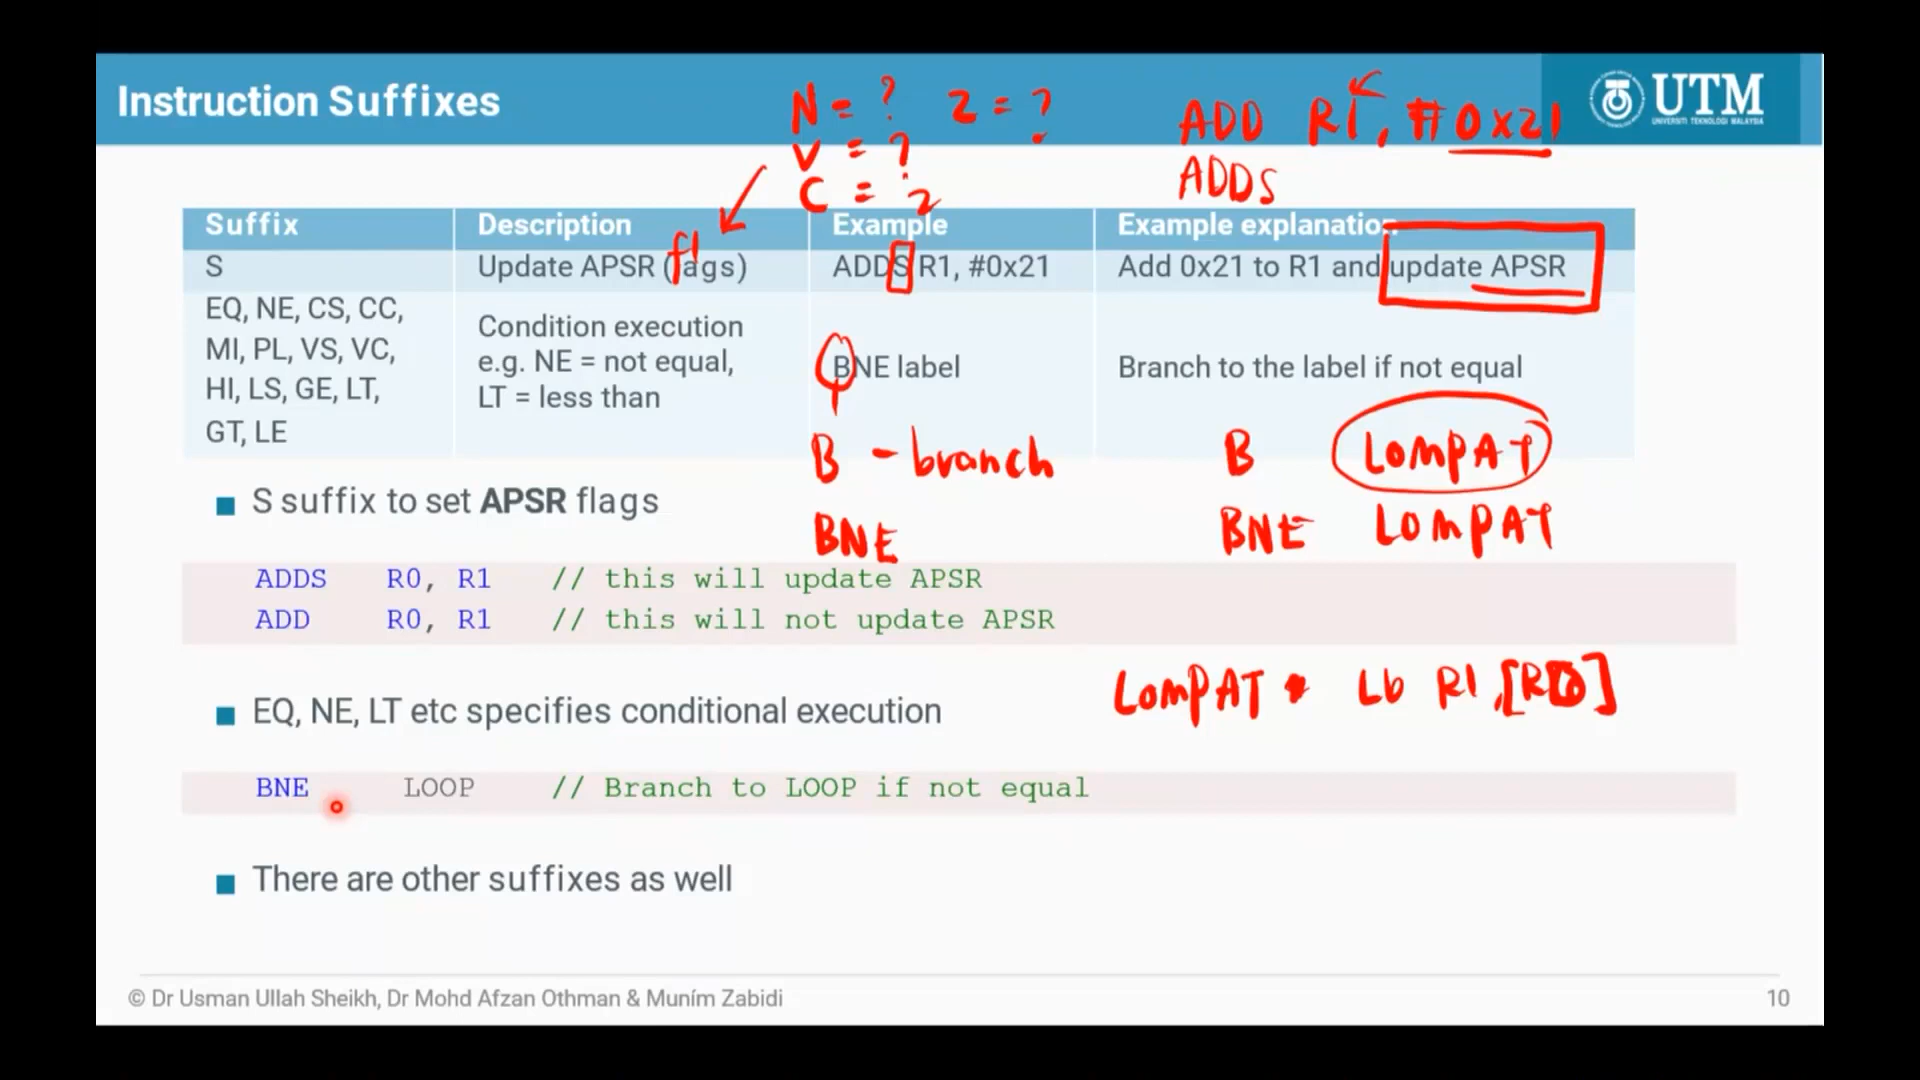 Instruction Suffixes
N = ? Z = ?
V = ?
C = ?
ADD R1, #0x21
ADDS
UTM
UNIVERSITI TEKNOLOGI MALAYSIA
Suffix Description Example Example explanation
S Update APSR (flags) ADDS R1, #0x21 Add 0x21 to R1 and update APSR
EQ, NE, CS, CC,
MI, PL, VS, VC,
HI, LS, GE, LT,
GT, LE
Condition execution
e.g. NE = not equal,
LT = less than
BNE label
Branch to the label if not equal
B - branch
B LOMPAT
BNE
BNE LOMPAT
S suffix to set APSR flags
ADDS R0, R1 // this will update APSR
ADD R0, R1 // this will not update APSR
LOMPAT
R1,
EQ, NE, LT etc specifies conditional execution
BNE LOOP // Branch to LOOP if not equal
There are other suffixes as well
© Dr Usman Ullah Sheikh, Dr Mohd Afzan Othman & Muním Zabidi
10